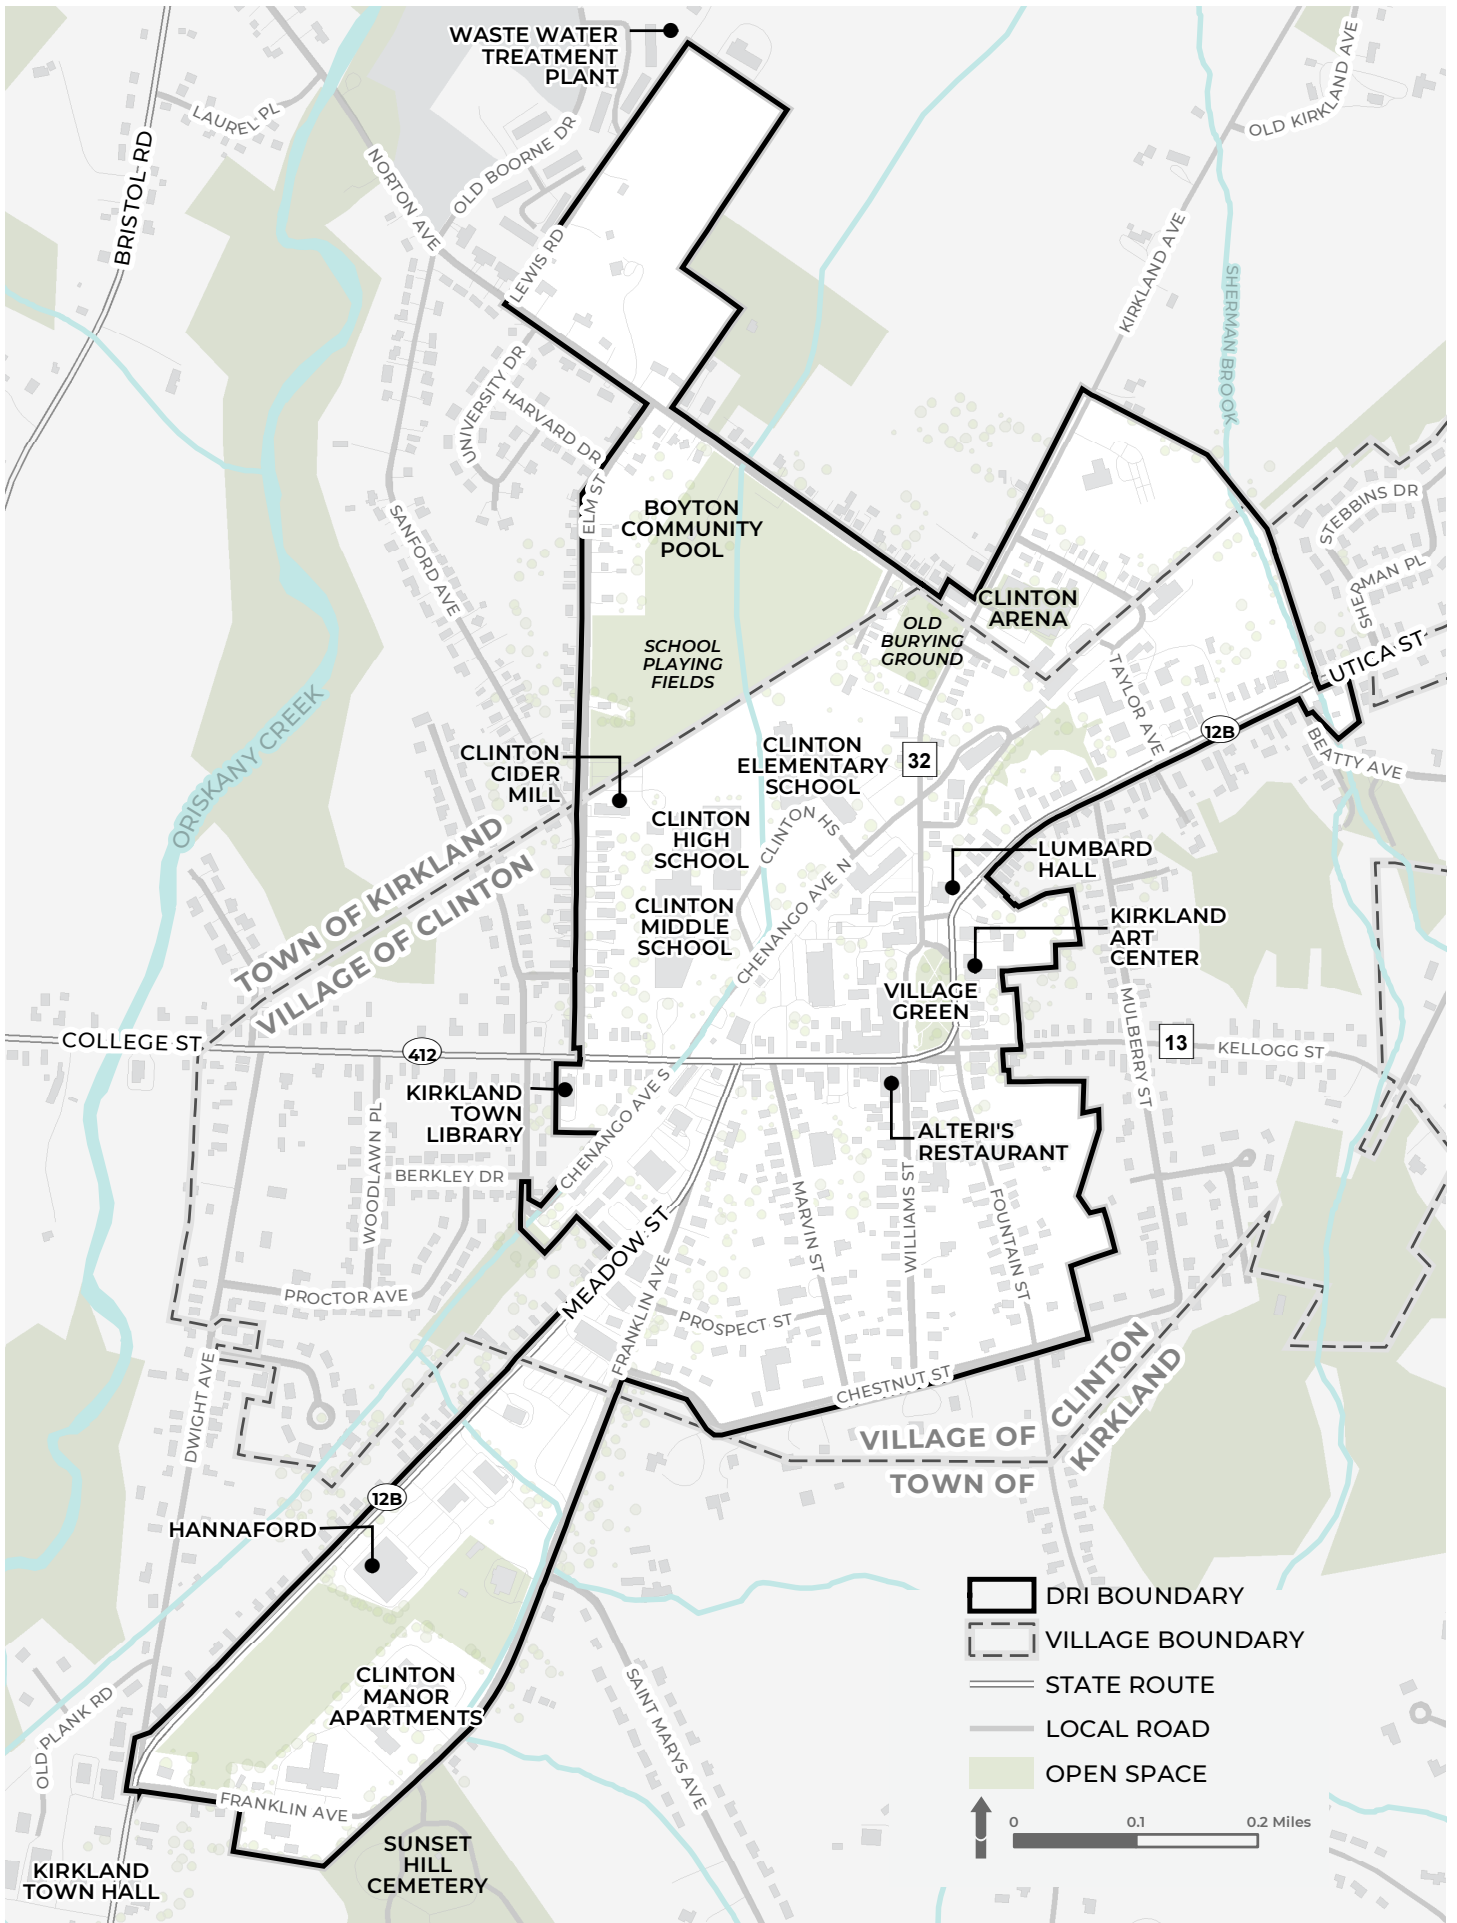 WASTE WATER
TREATMENT
PLANT
LAUREL PL
OLD KIRKLAND AVE
BRISTOL RD
NORTON AVE
OLD BOORNE DR
LEWIS RD
KIRKLAND AVE
SHERMAN BROOK
UNIVERSITY DR
HARVARD DR
ELM ST
STEBBINS DR
SHERMAN PL
SANFORD AVE
BOYTON
COMMUNITY
POOL
CLINTON
ARENA
OLD
BURYING
GROUND
SCHOOL
PLAYING
FIELDS
UTICA ST
TAYLOR AVE
12B
BEATTY AVE
ORISKANY CREEK
CLINTON
CIDER
MILL
CLINTON
ELEMENTARY
SCHOOL
32
CLINTON
HIGH
SCHOOL
CLINTON HS
LUMBARD
HALL
TOWN OF KIRKLAND
VILLAGE OF CLINTON
CLINTON
MIDDLE
SCHOOL
CHENANGO AVE N
KIRKLAND
ART
CENTER
VILLAGE
GREEN
MULBERRY ST
COLLEGE ST
412
13
KELLOGG ST
KIRKLAND
TOWN
LIBRARY
CHENANGO AVE S
ALTERI'S
RESTAURANT
WOODLAWN PL
BERKLEY DR
MARVIN ST
WILLIAMS ST
FOUNTAIN ST
MEADOW ST
PROCTOR AVE
FRANKLIN AVE
PROSPECT ST
CHESTNUT ST
DWIGHT AVE
VILLAGE OF CLINTON
TOWN OF KIRKLAND
12B
HANNAFORD
CLINTON
MANOR
APARTMENTS
OLD PLANK RD
SAINT MARYS AVE
FRANKLIN AVE
SUNSET
HILL
CEMETERY
KIRKLAND
TOWN HALL
DRI BOUNDARY
VILLAGE BOUNDARY
STATE ROUTE
LOCAL ROAD
OPEN SPACE
0 0.1 0.2 Miles